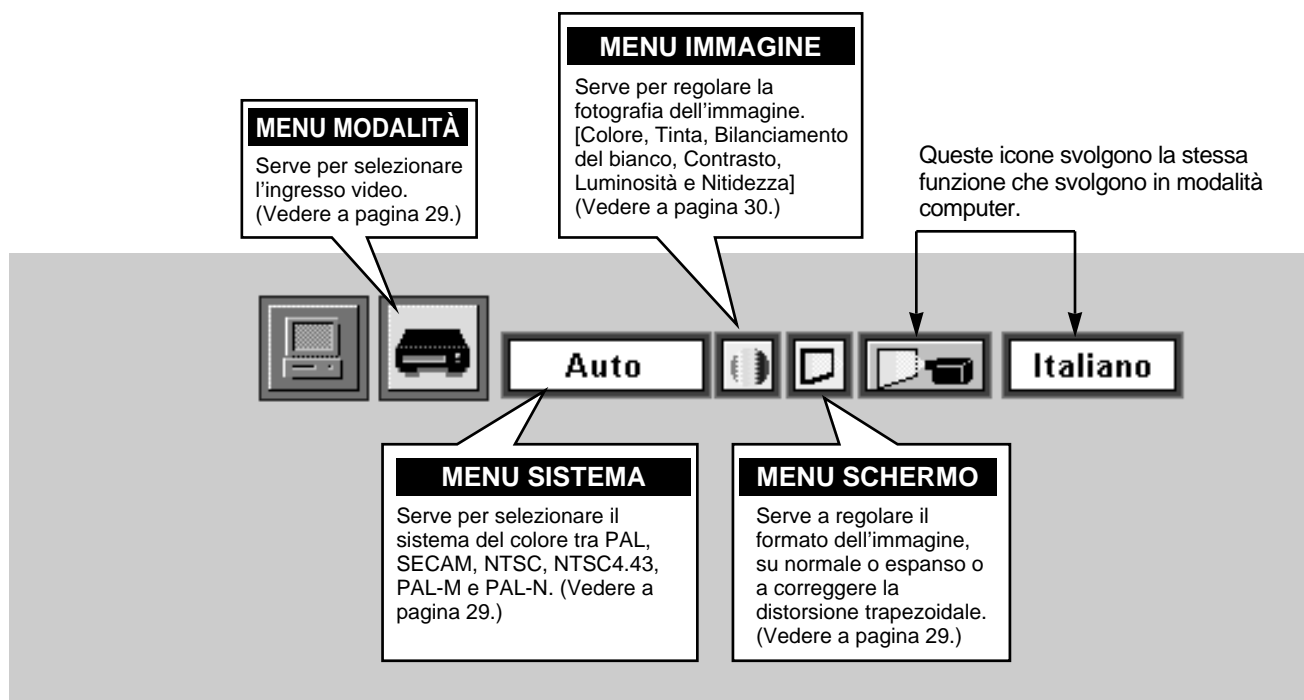 MENU IMMAGINE
Serve per regolare la
fotografia dell'immagine.
[Colore, Tinta, Bilanciamento
del bianco, Contrasto,
Luminosità e Nitidezza]
(Vedere a pagina 30.)
MENU MODALITÀ
Serve per selezionare
l'ingresso video.
(Vedere a pagina 29.)
Queste icone svolgono la stessa
funzione che svolgono in modalità
computer.
Auto
Italiano
MENU SISTEMA
Serve per selezionare il
sistema del colore tra PAL,
SECAM, NTSC, NTSC4.43,
PAL-M e PAL-N. (Vedere a
pagina 29.)
MENU SCHERMO
Serve a regolare il
formato dell'immagine,
su normale o espanso o
a correggere la
distorsione trapezoidale.
(Vedere a pagina 29.)